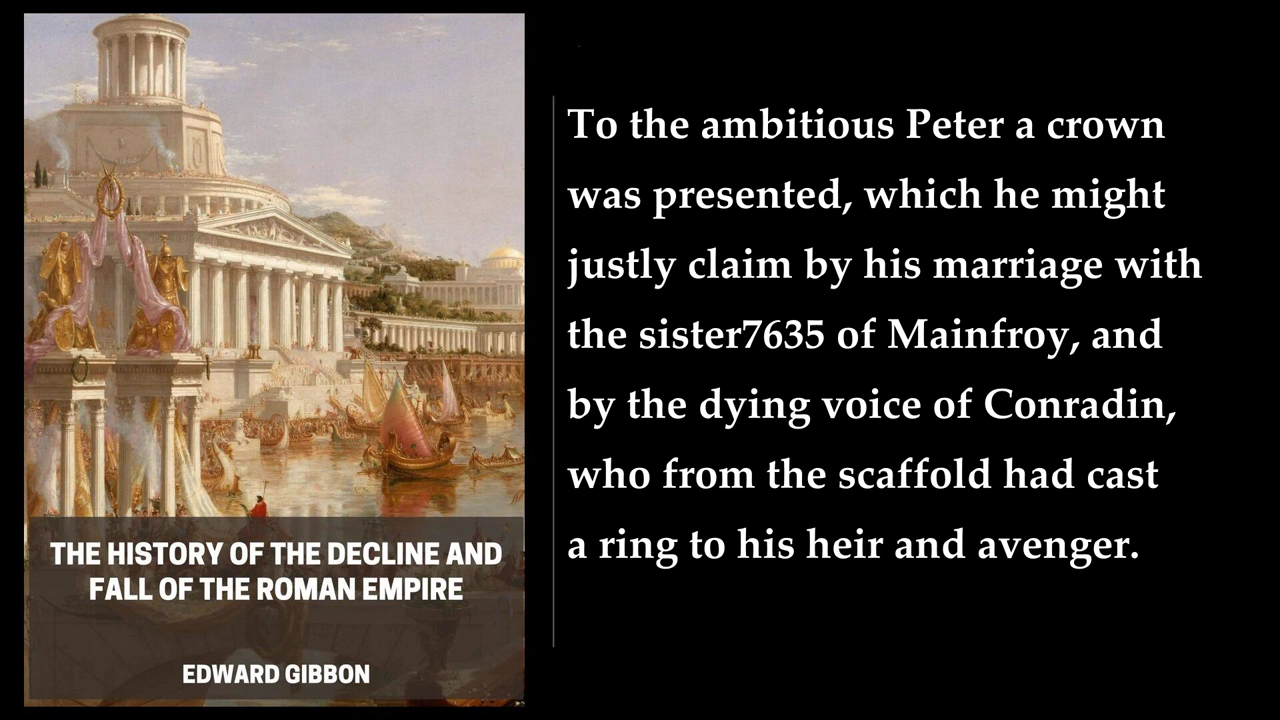 To the ambitious Peter a crown
was presented, which he might
justly claim by his marriage with
the sister7635 of Mainfroy, and
by the dying voice of Conradin,
who from the scaffold had cast
a ring to his heir and avenger.
THE HISTORY OF THE DECLINE AND
FALL OF THE ROMAN EMPIRE
EDWARD GIBBON